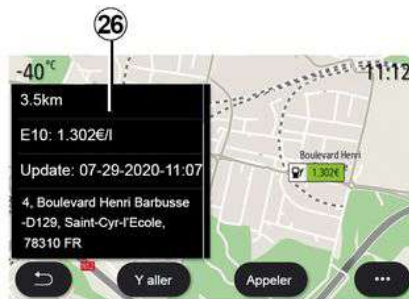 26
-40°C
11:12
3.5km
E10: 1.302€/l
Update: 07-29-2020-11:07
4, Boulevard Henri Barbusse
-D129, Saint-Cyr-l'Ecole,
78310 FR
Boulevard Henri
1.302€
Y aller
Appeler